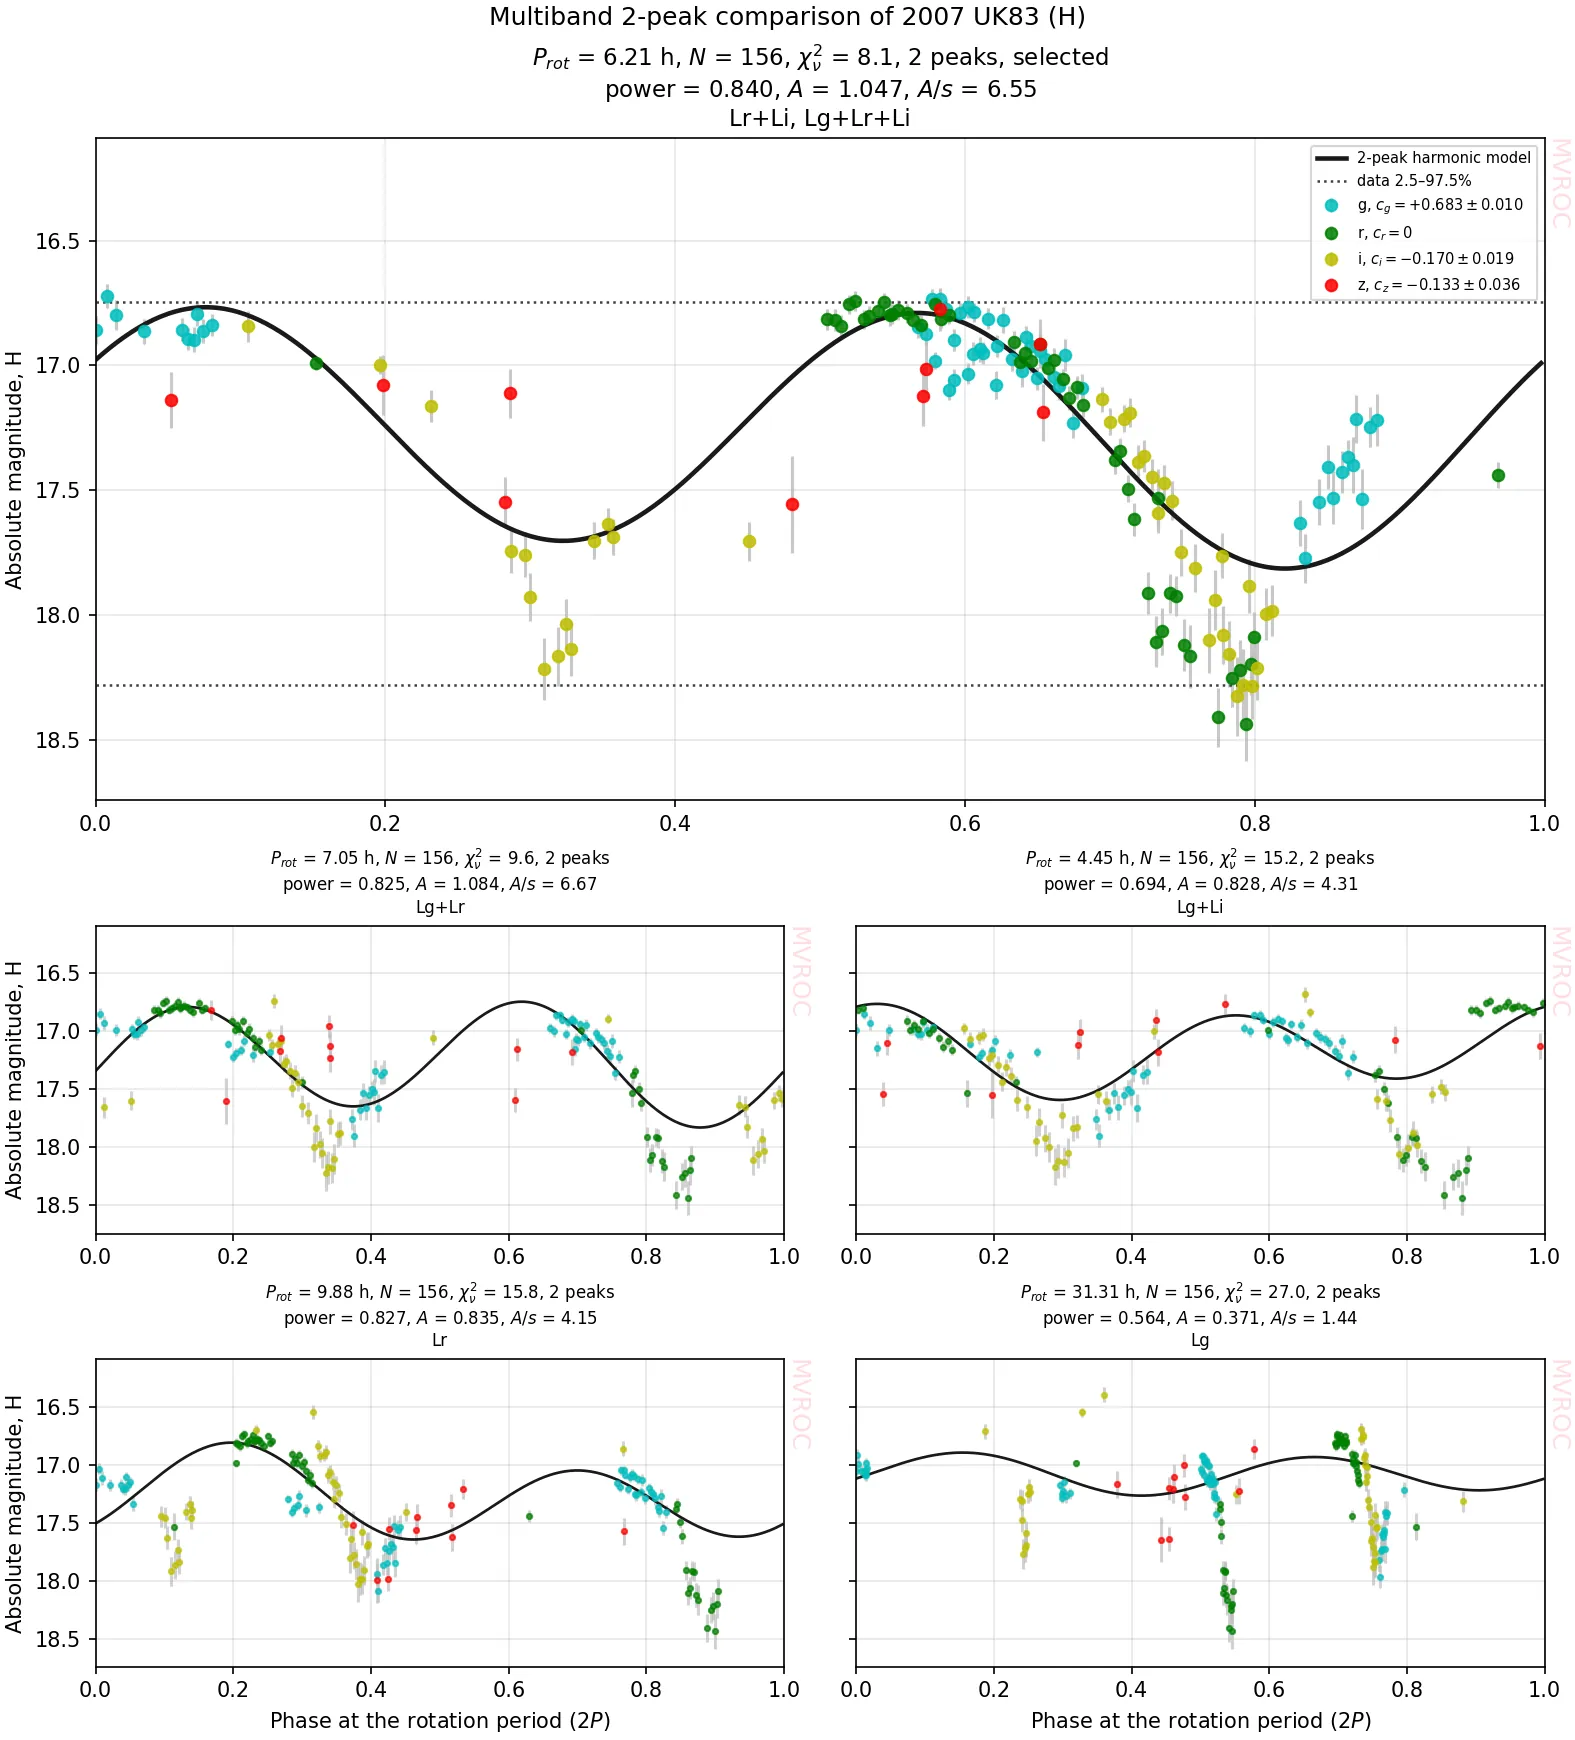 Multiband 2-peak comparison of 2007 UK83 (H)
P_rot = 6.21 h, N = 156, χ²_ν = 8.1, 2 peaks, selected
power = 0.840, A = 1.047, A/s = 6.55
Lr+Li, Lg+Lr+Li
2-peak harmonic model
data 2.5–97.5%
g, c_g = +0.683 ± 0.010
r, c_r = 0
i, c_i = −0.170 ± 0.019
z, c_z = −0.133 ± 0.036
MVROC
Absolute magnitude, H
16.5
17.0
17.5
18.0
18.5
0.0 0.2 0.4 0.6 0.8 1.0
P_rot = 7.05 h, N = 156, χ²_ν = 9.6, 2 peaks
power = 0.825, A = 1.084, A/s = 6.67
Lg+Lr
MVROC
Absolute magnitude, H
16.5
17.0
17.5
18.0
18.5
0.0 0.2 0.4 0.6 0.8 1.0
P_rot = 4.45 h, N = 156, χ²_ν = 15.2, 2 peaks
power = 0.694, A = 0.828, A/s = 4.31
Lg+Li
MVROC
0.0 0.2 0.4 0.6 0.8 1.0
P_rot = 9.88 h, N = 156, χ²_ν = 15.8, 2 peaks
power = 0.827, A = 0.835, A/s = 4.15
Lr
MVROC
Absolute magnitude, H
16.5
17.0
17.5
18.0
18.5
0.0 0.2 0.4 0.6 0.8 1.0
Phase at the rotation period (2P)
P_rot = 31.31 h, N = 156, χ²_ν = 27.0, 2 peaks
power = 0.564, A = 0.371, A/s = 1.44
Lg
MVROC
0.0 0.2 0.4 0.6 0.8 1.0
Phase at the rotation period (2P)